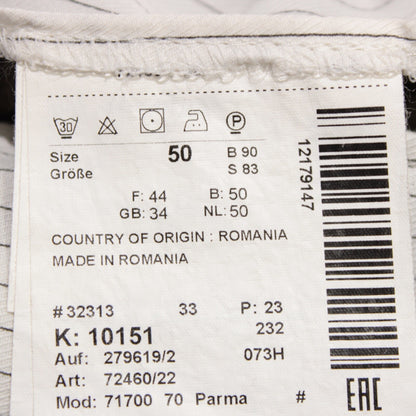 30
P
Size 50 B 90
Größe S 83
F: 44 B: 50
GB: 34 NL: 50
COUNTRY OF ORIGIN : ROMANIA
MADE IN ROMANIA
12179147
#32313 33 P: 23
K: 10151 232
Auf: 279619/2 073H
Art: 72460/22
Mod: 71700 70 Parma #
EAC